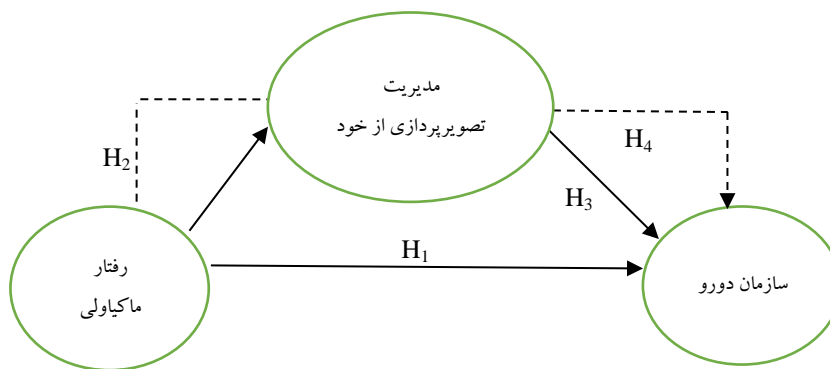 مدیریت
تصویرپردازی از خود
H2
H4
H3
H1
رفتار
ماکیاولی
سازمان دورو